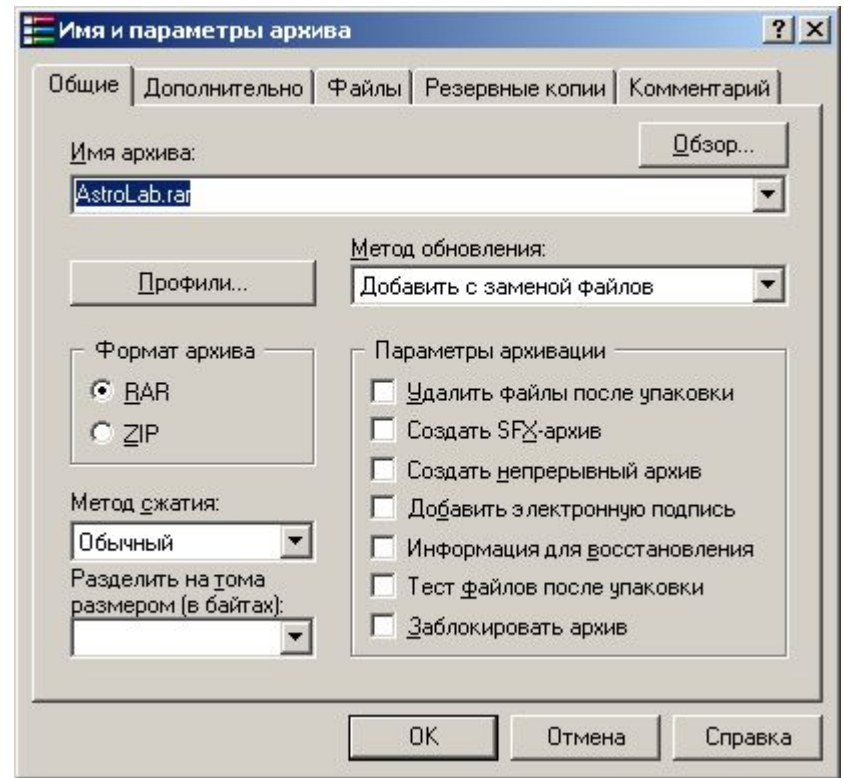 Имя и параметры архива
Общие Дополнительно Файлы Резервные копии Комментарий
Обзор...
Имя архива:
AstroLab.rar
Метод обновления:
Профили...
Добавить с заменой файлов
Формат архива
RAR
ZIP
Параметры архивации
Удалить файлы после упаковки
Создать SFX-архив
Создать непрерывный архив
Добавить электронную подпись
Информация для восстановления
Тест файлов после упаковки
Заблокировать архив
Метод сжатия:
Обычный
Разделить на тома
размером (в байтах):
OK Отмена Справка